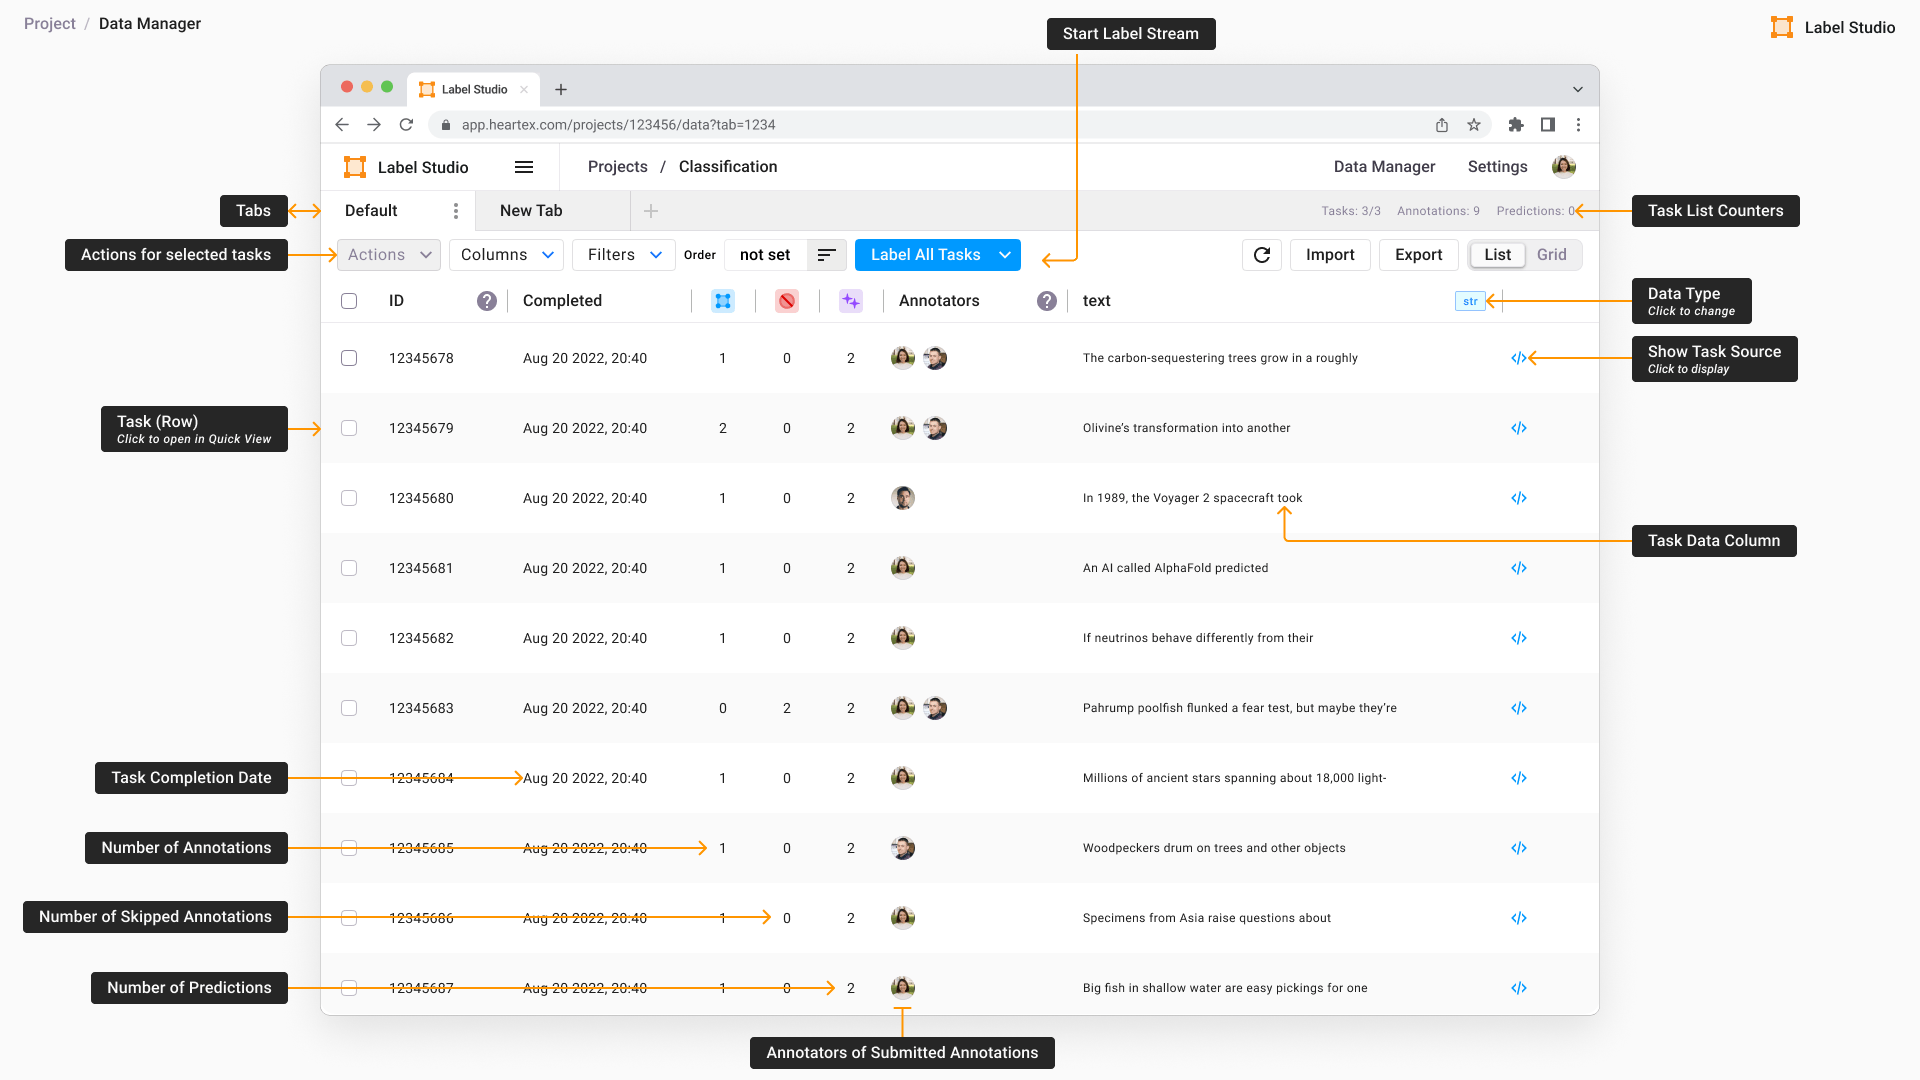 Project / Data Manager
Label Studio
Start Label Stream
Label Studio
app.heartex.com/projects/123456/data?tab=1234
Label Studio
Projects / Classification
Data Manager
Settings
Tabs
Default
New Tab
Tasks: 3/3 Annotations: 9 Predictions: 0
Task List Counters
Actions for selected tasks
Actions
Columns
Filters
Order
not set
Label All Tasks
Import
Export
List
Grid
ID
Completed
Annotators
text
str
Data Type
Click to change
12345678 Aug 20 2022, 20:40 1 0 2 The carbon-sequestering trees grow in a roughly
Show Task Source
Click to display
Task (Row)
Click to open in Quick View
12345679 Aug 20 2022, 20:40 2 0 2 Olivine’s transformation into another
12345680 Aug 20 2022, 20:40 1 0 2 In 1989, the Voyager 2 spacecraft took
Task Data Column
12345681 Aug 20 2022, 20:40 1 0 2 An AI called AlphaFold predicted
12345682 Aug 20 2022, 20:40 1 0 2 If neutrinos behave differently from their
12345683 Aug 20 2022, 20:40 0 2 2 Pahrump poolfish flunked a fear test, but maybe they’re
Task Completion Date
12345684 Aug 20 2022, 20:40 1 0 2 Millions of ancient stars spanning about 18,000 light-
Number of Annotations
12345685 Aug 20 2022, 20:40 1 0 2 Woodpeckers drum on trees and other objects
Number of Skipped Annotations
12345686 Aug 20 2022, 20:40 1 0 2 Specimens from Asia raise questions about
Number of Predictions
12345687 Aug 20 2022, 20:40 1 0 2 Big fish in shallow water are easy pickings for one
Annotators of Submitted Annotations